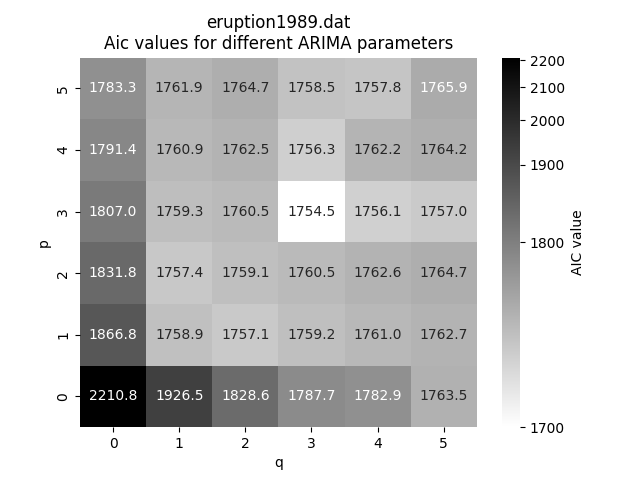 eruption1989.dat
Aic values for different ARIMA parameters
5 1783.3 1761.9 1764.7 1758.5 1757.8 1765.9
4 1791.4 1760.9 1762.5 1756.3 1762.2 1764.2
3 1807.0 1759.3 1760.5 1754.5 1756.1 1757.0
2 1831.8 1757.4 1759.1 1760.5 1762.6 1764.7
1 1866.8 1758.9 1757.1 1759.2 1761.0 1762.7
0 2210.8 1926.5 1828.6 1787.7 1782.9 1763.5
0 1 2 3 4 5
q
p
2200
2100
2000
1900
1800
1700
AIC value